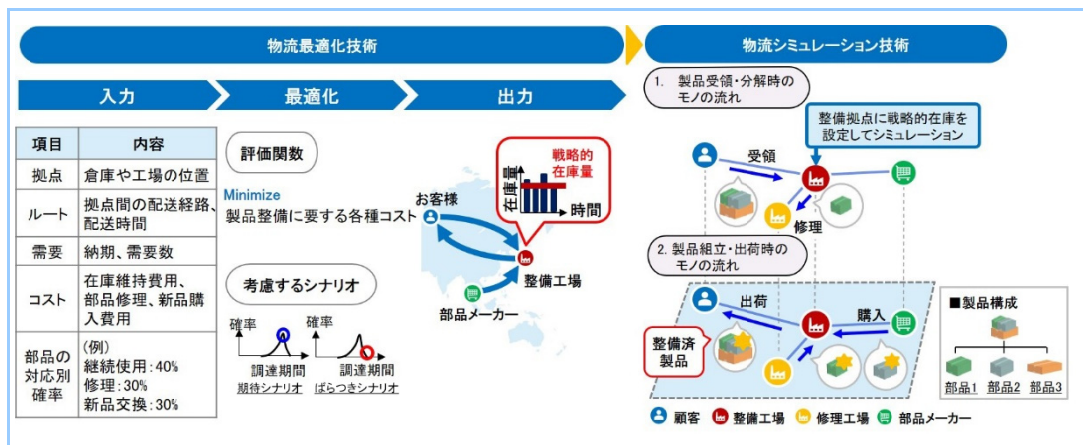 物流最適化技術
物流シミュレーション技術
入力
最適化
出力
項目
内容
拠点
倉庫や工場の位置
ルート
拠点間の配送経路、
配送時間
需要
納期、需要数
コスト
在庫維持費用、
部品修理、新品購
入費用
部品の
対応別
確率
(例)
継続使用:40%
修理:30%
新品交換:30%
評価関数
Minimize
製品整備に要する各種コスト
考慮するシナリオ
確率
調達期間
期待シナリオ
確率
調達期間
ばらつきシナリオ
戦略的
在庫量
在庫量
時間
お客様
整備工場
部品メーカー
1. 製品受領・分解時の
モノの流れ
整備拠点に戦略的在庫を
設定してシミュレーション
受領
修理
2. 製品組立・出荷時の
モノの流れ
出荷
購入
整備済
製品
■製品構成
部品1
部品2
部品3
顧客
整備工場
修理工場
部品メーカー